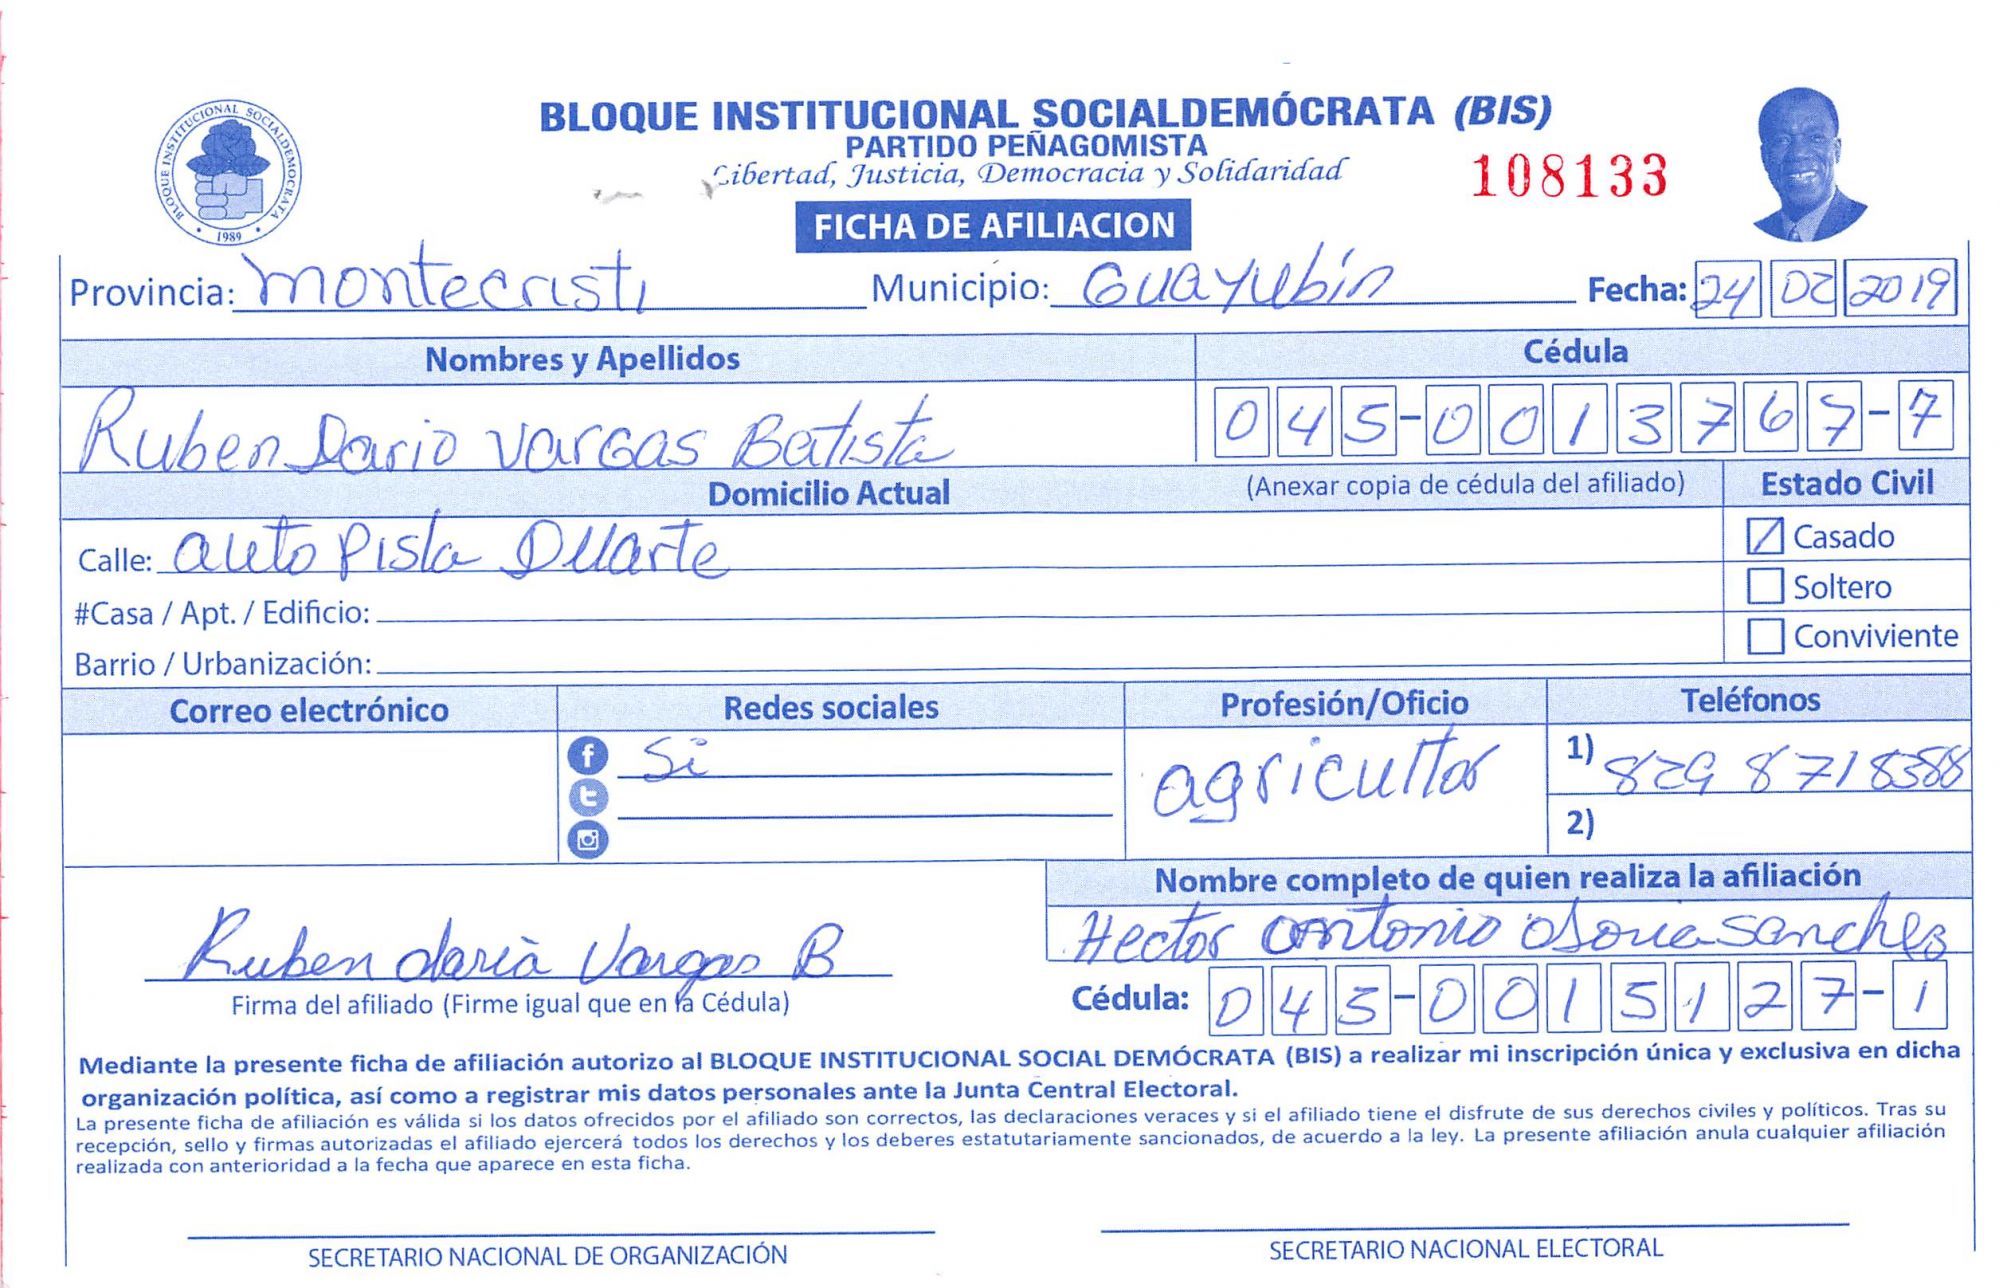 BLOQUE INSTITUCIONAL SOCIALDEMOCRATA
1989
BLOQUE INSTITUCIONAL SOCIALDEMÓCRATA (BIS)
PARTIDO PEÑAGOMISTA
Libertad, Justicia, Democracia y Solidaridad
108133
FICHA DE AFILIACION
Provincia: Montecristi Municipio: Guayubín Fecha: 24 02 2019
Nombres y Apellidos Cédula
Ruben Dario Vargas Batista 045-0013767-7
Domicilio Actual (Anexar copia de cédula del afiliado) Estado Civil
Calle: auto Pista Duarte Casado
#Casa / Apt. / Edificio: Soltero
Barrio / Urbanización: Conviviente
Correo electrónico Redes sociales Profesión/Oficio Teléfonos
Si agricultor 1) 829 8718388
2)
Nombre completo de quien realiza la afiliación
Ruben dario Vargas B Hector antonio Sanchez
Firma del afiliado (Firme igual que en la Cédula) Cédula: 045-0015127-1
Mediante la presente ficha de afiliación autorizo al BLOQUE INSTITUCIONAL SOCIAL DEMÓCRATA (BIS) a realizar mi inscripción única y exclusiva en dicha
organización política, así como a registrar mis datos personales ante la Junta Central Electoral.
La presente ficha de afiliación es válida si los datos ofrecidos por el afiliado son correctos, las declaraciones veraces y si el afiliado tiene el disfrute de sus derechos civiles y políticos. Tras su
recepción, sello y firmas autorizadas el afiliado ejercerá todos los derechos y los deberes estatutariamente sancionados, de acuerdo a la ley. La presente afiliación anula cualquier afiliación
realizada con anterioridad a la fecha que aparece en esta ficha.
SECRETARIO NACIONAL DE ORGANIZACIÓN SECRETARIO NACIONAL ELECTORAL